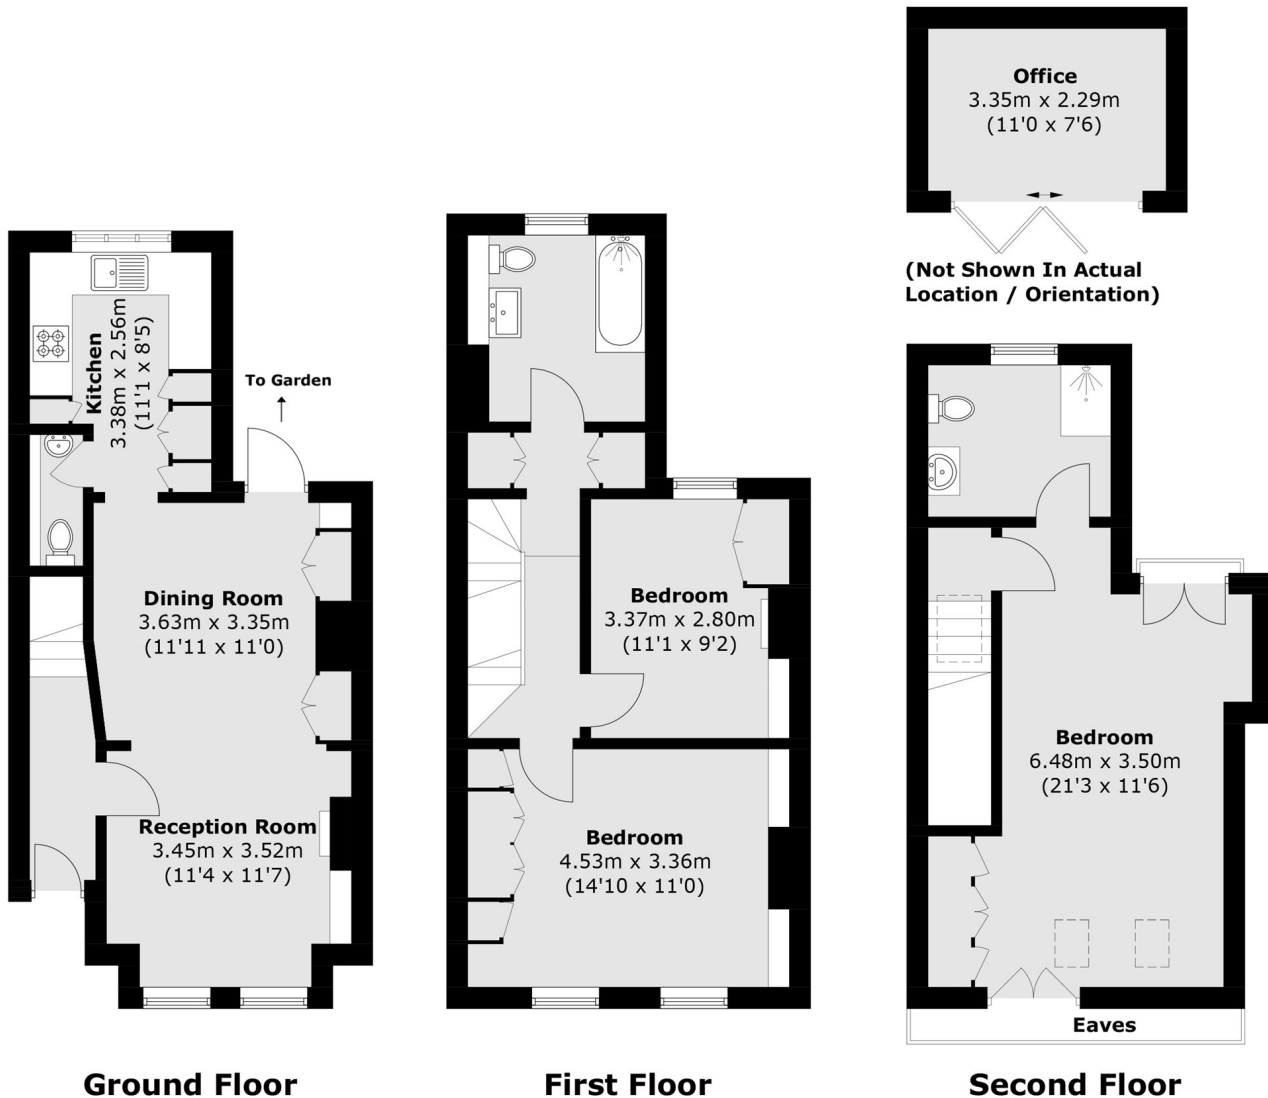 Office
3.35m x 2.29m
(11'0 x 7'6)
(Not Shown In Actual
Location / Orientation)
Kitchen
3.38m x 2.56m
(11'1 x 8'5)
To Garden
Dining Room
3.63m x 3.35m
(11'11 x 11'0)
Reception Room
3.45m x 3.52m
(11'4 x 11'7)
Ground Floor
Bedroom
3.37m x 2.80m
(11'1 x 9'2)
Bedroom
4.53m x 3.36m
(14'10 x 11'0)
First Floor
Bedroom
6.48m x 3.50m
(21'3 x 11'6)
Eaves
Second Floor